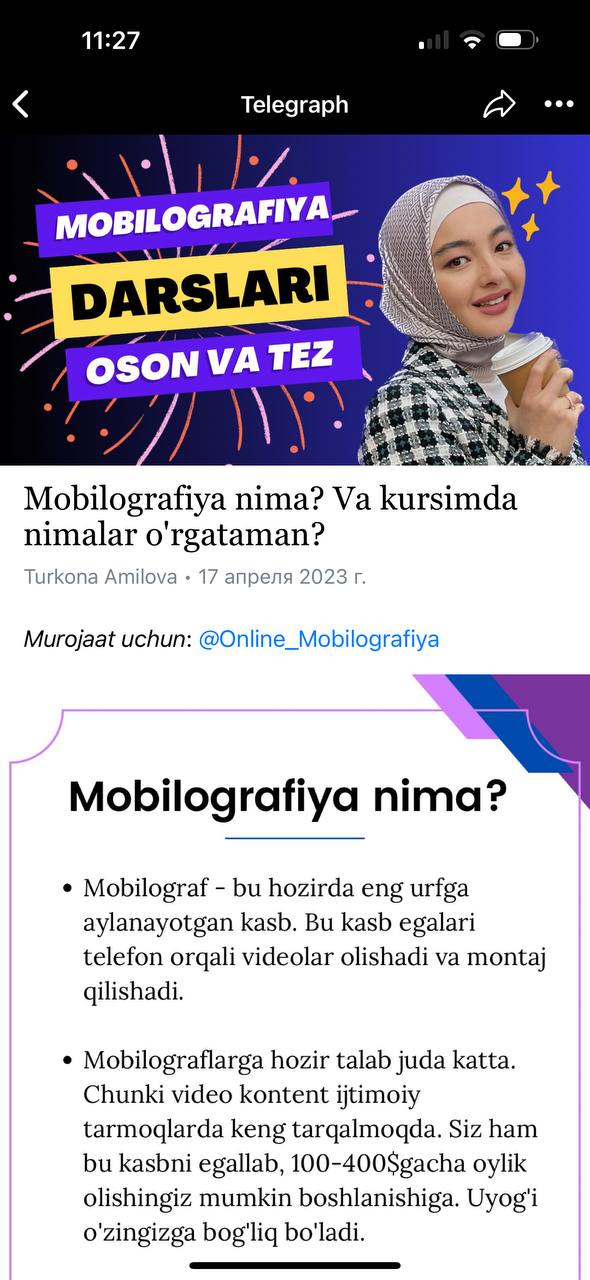 11:27
Telegraph
MOBILOGRAFIYA
DARSLARI
OSON VA TEZ
Mobilografiya nima? Va kursimda
nimalar o'rgataman?
Turkona Amilova • 17 апреля 2023 г.
Murojaat uchun: @Online_Mobilografiya
Mobilografiya nima?
• Mobilograf - bu hozirda eng urfga
aylanayotgan kasb. Bu kasb egalari
telefon orqali videolar olishadi va montaj
qilishadi.
• Mobilograflarga hozir talab juda katta.
Chunki video kontent ijtimoiy
tarmoqlarda keng tarqalmoqda. Siz ham
bu kasbni egallab, 100-400$gacha oylik
olishingiz mumkin boshlanishiga. Uyog'i
o'zingizga bog'liq bo'ladi.